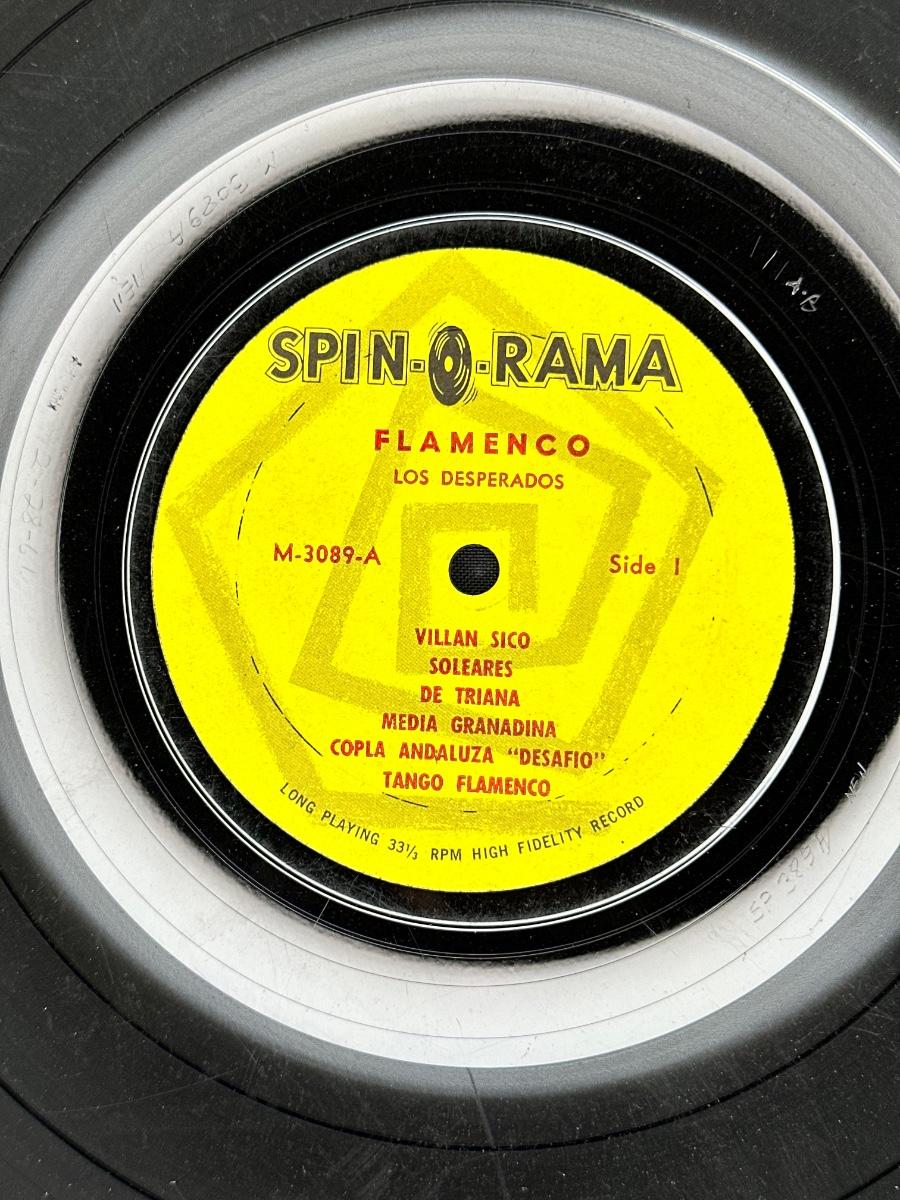 SPIN-O-RAMA
FLAMENCO
LOS DESPERADOS
M-3089-A
Side 1
VILLAN SICO
SOLEARES
DE TRIANA
MEDIA GRANADINA
COPLA ANDALUZA "DESAFIO"
TANGO FLAMENCO
LONG PLAYING 33⅓ RPM HIGH FIDELITY RECORD
M 3089A
A·B